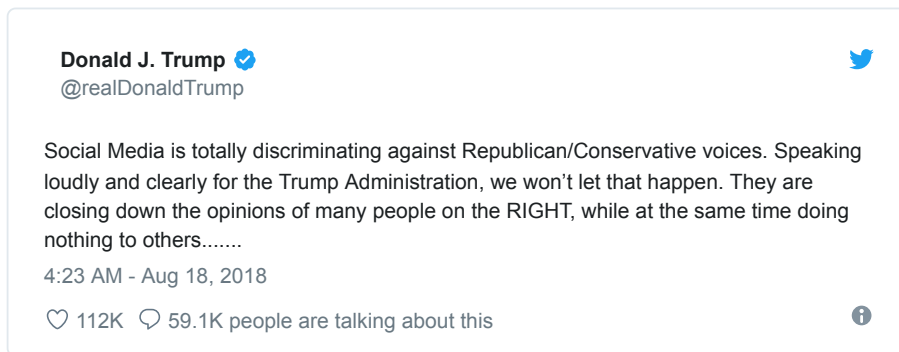 Donald J. Trump
@realDonaldTrump
Social Media is totally discriminating against Republican/Conservative voices. Speaking
loudly and clearly for the Trump Administration, we won’t let that happen. They are
closing down the opinions of many people on the RIGHT, while at the same time doing
nothing to others.......
4:23 AM - Aug 18, 2018
112K 59.1K people are talking about this